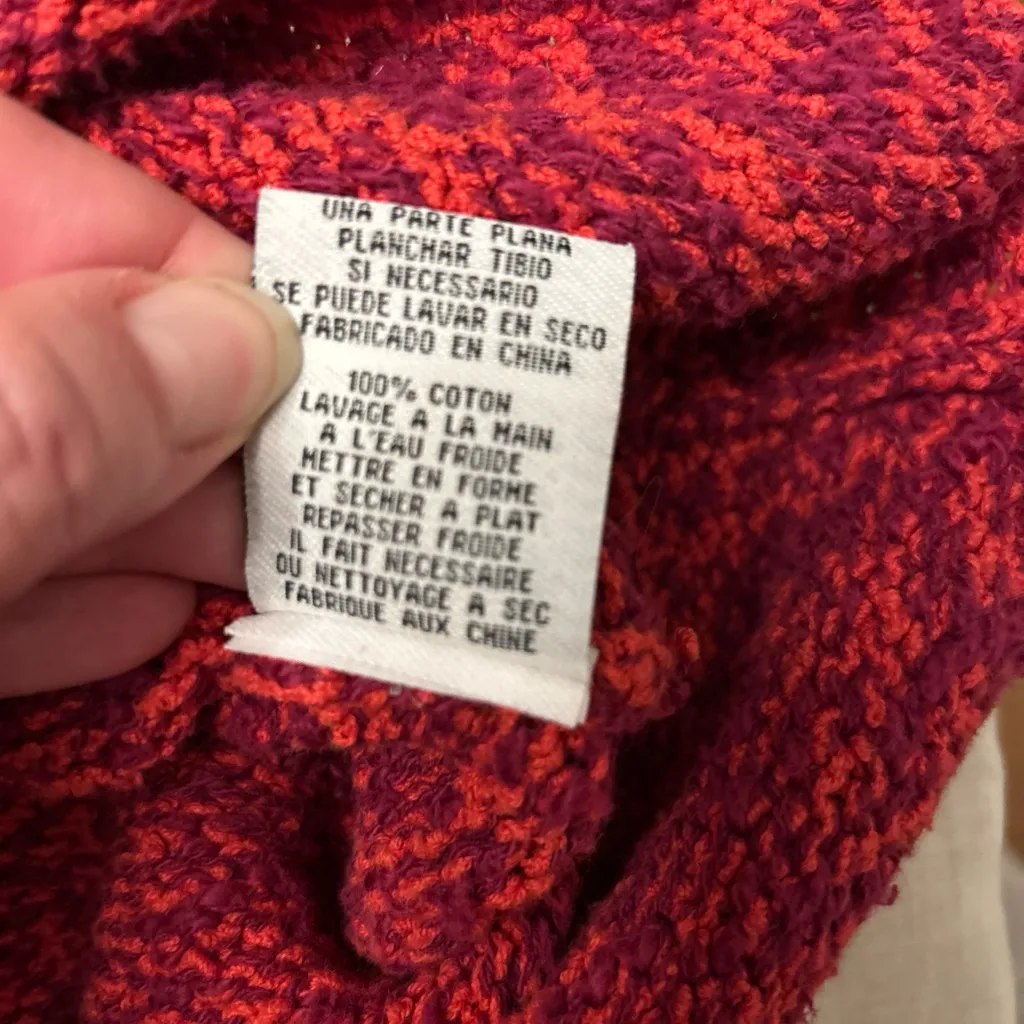 UNA PARTE PLANA
PLANCHAR TIBIO
SI NECESSARIO
SE PUEDE LAVAR EN SECO
FABRICADO EN CHINA
100% COTON
LAVAGE A LA MAIN
A L'EAU FROIDE
METTRE EN FORME
ET SECHER A PLAT
REPASSER FROIDE
IL FAIT NECESSAIRE
OU NETTOYAGE A SEC
FABRIQUE AUX CHINE